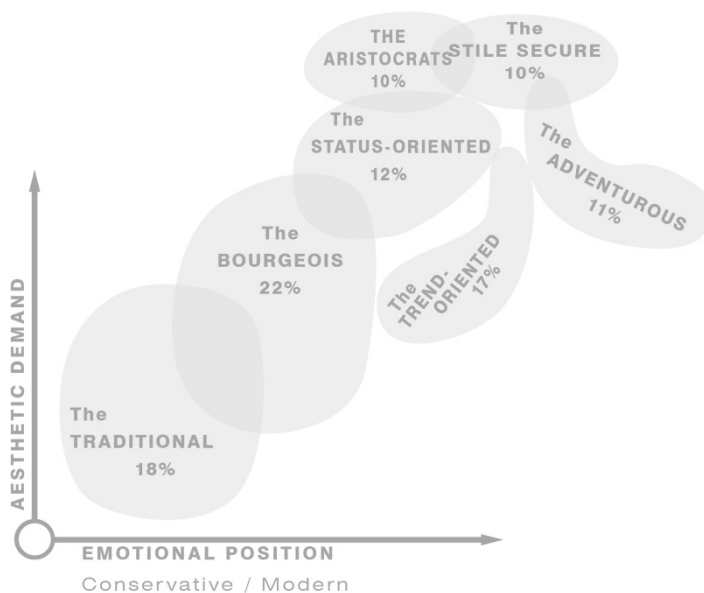 THE
ARISTOCRATS
10%
The
STILE SECURE
10%
The
STATUS-ORIENTED
12%
The
ADVENTUROUS
11%
The
BOURGEOIS
22%
The
TREND-
ORIENTED
17%
The
TRADITIONAL
18%
AESTHETIC DEMAND
EMOTIONAL POSITION
Conservative / Modern